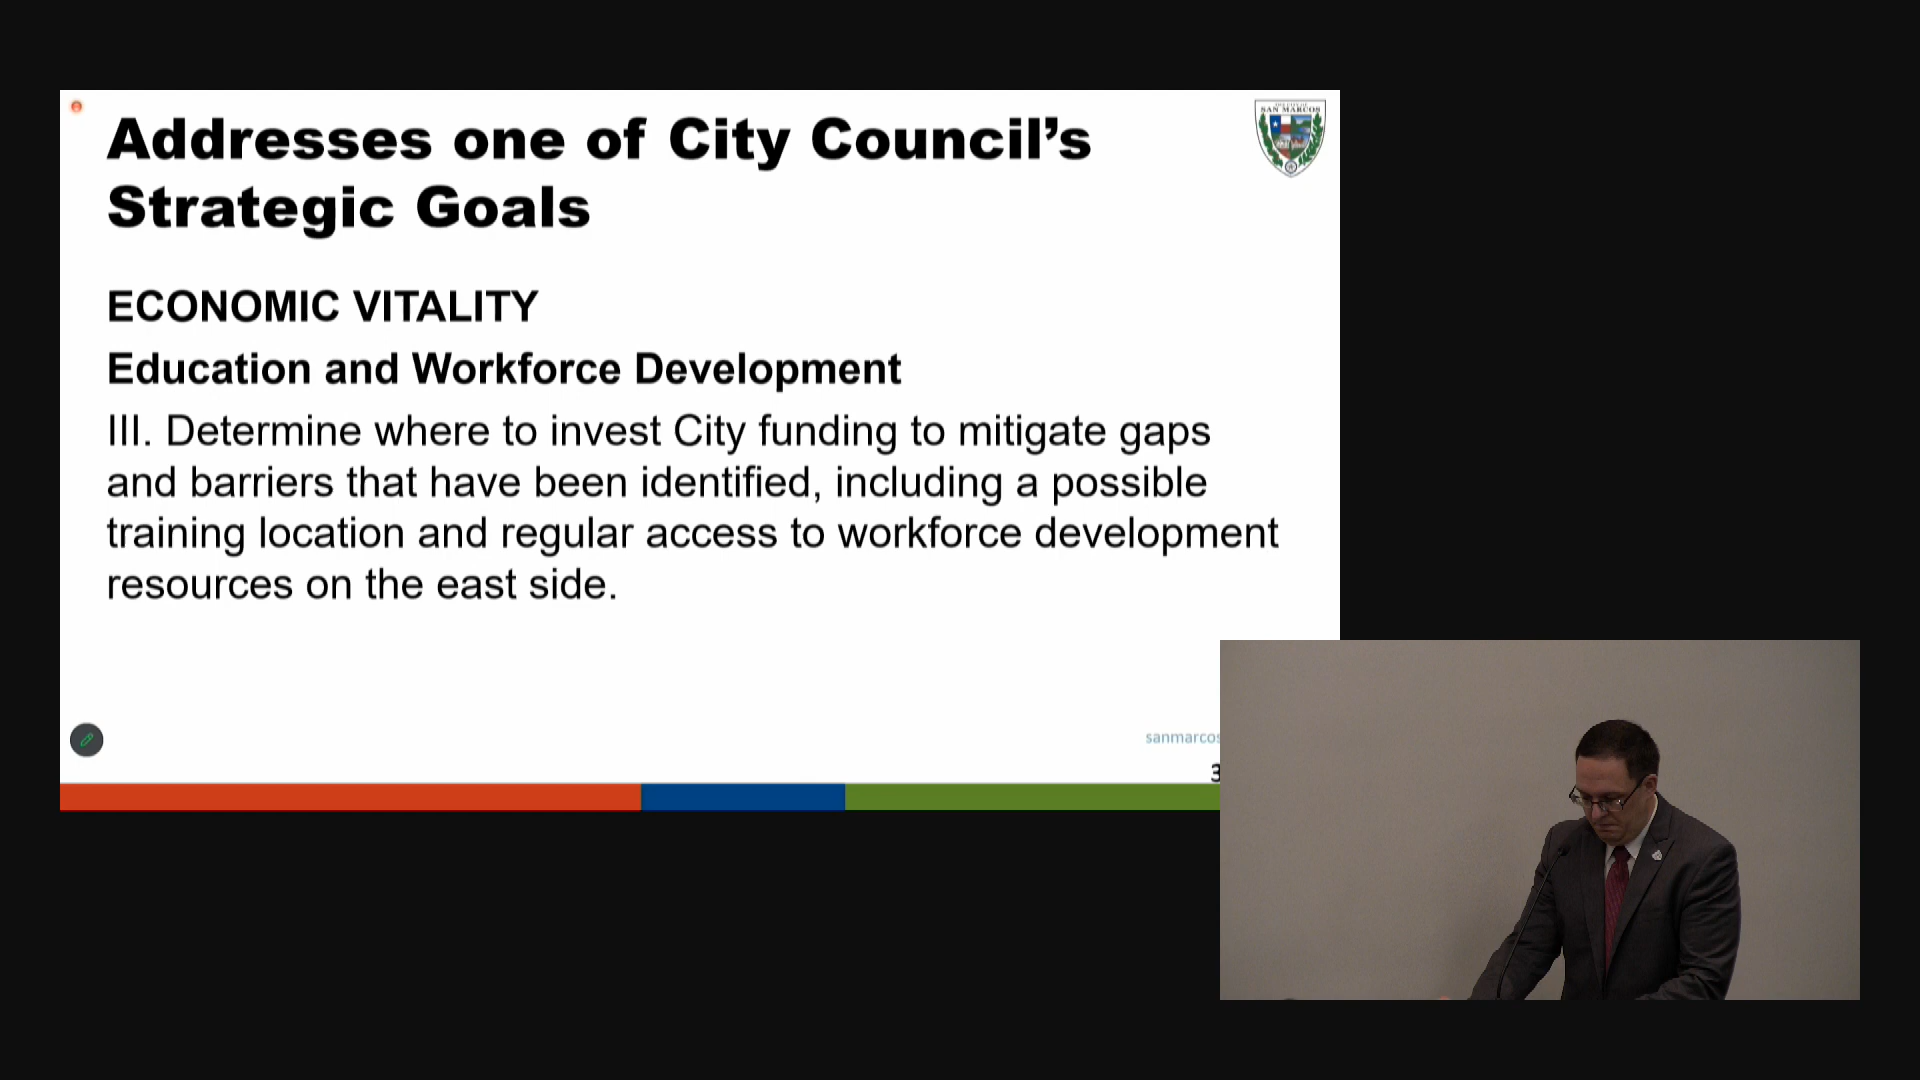 Addresses one of City Council’s
Strategic Goals
SAN MARCOS
ECONOMIC VITALITY
Education and Workforce Development
III. Determine where to invest City funding to mitigate gaps
and barriers that have been identified, including a possible
training location and regular access to workforce development
resources on the east side.
sanmarcos
3